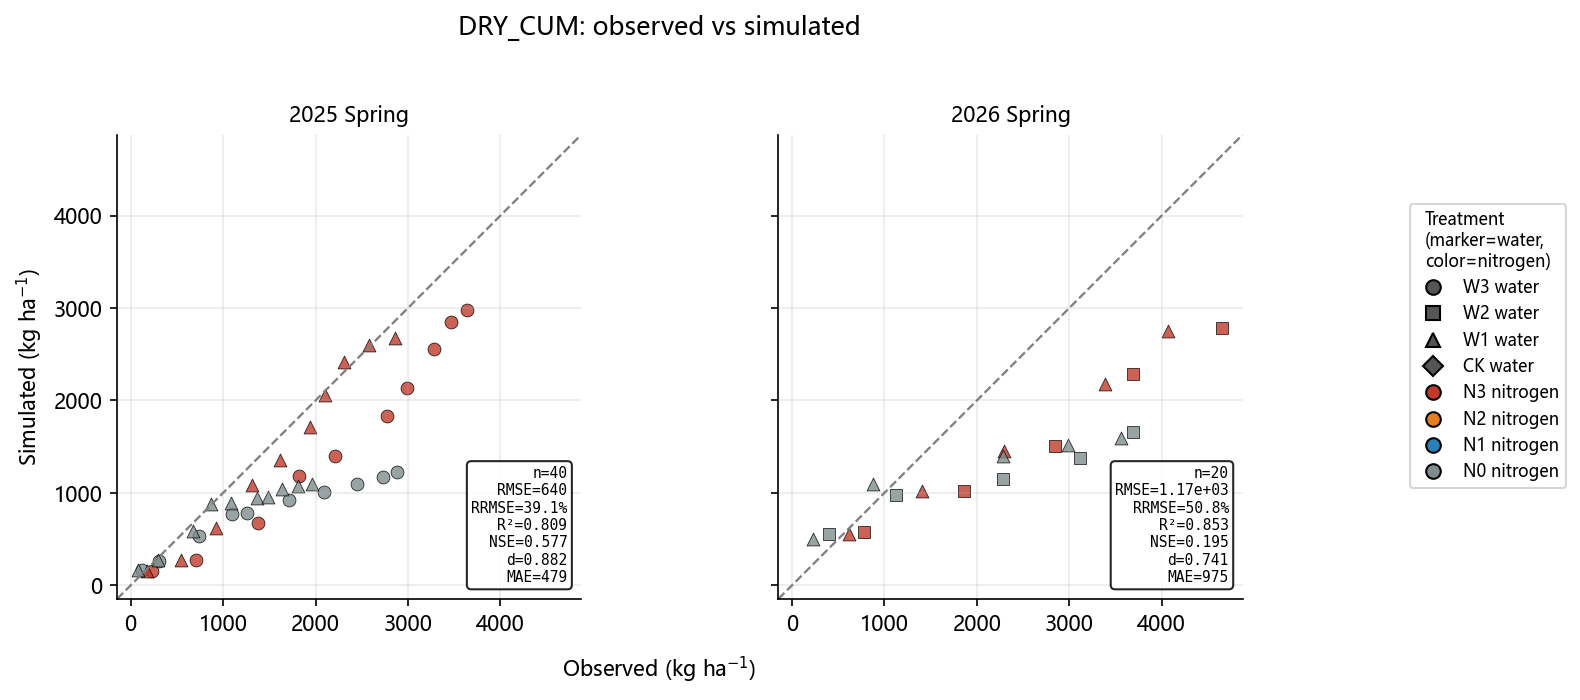 DRY_CUM: observed vs simulated
2025 Spring
2026 Spring
Simulated (kg ha⁻¹)
4000
3000
2000
1000
0
0 1000 2000 3000 4000
0 1000 2000 3000 4000
Observed (kg ha⁻¹)
n=40
RMSE=640
RRMSE=39.1%
R²=0.809
NSE=0.577
d=0.882
MAE=479
n=20
RMSE=1.17e+03
RRMSE=50.8%
R²=0.853
NSE=0.195
d=0.741
MAE=975
Treatment
(marker=water,
color=nitrogen)
W3 water
W2 water
W1 water
CK water
N3 nitrogen
N2 nitrogen
N1 nitrogen
N0 nitrogen